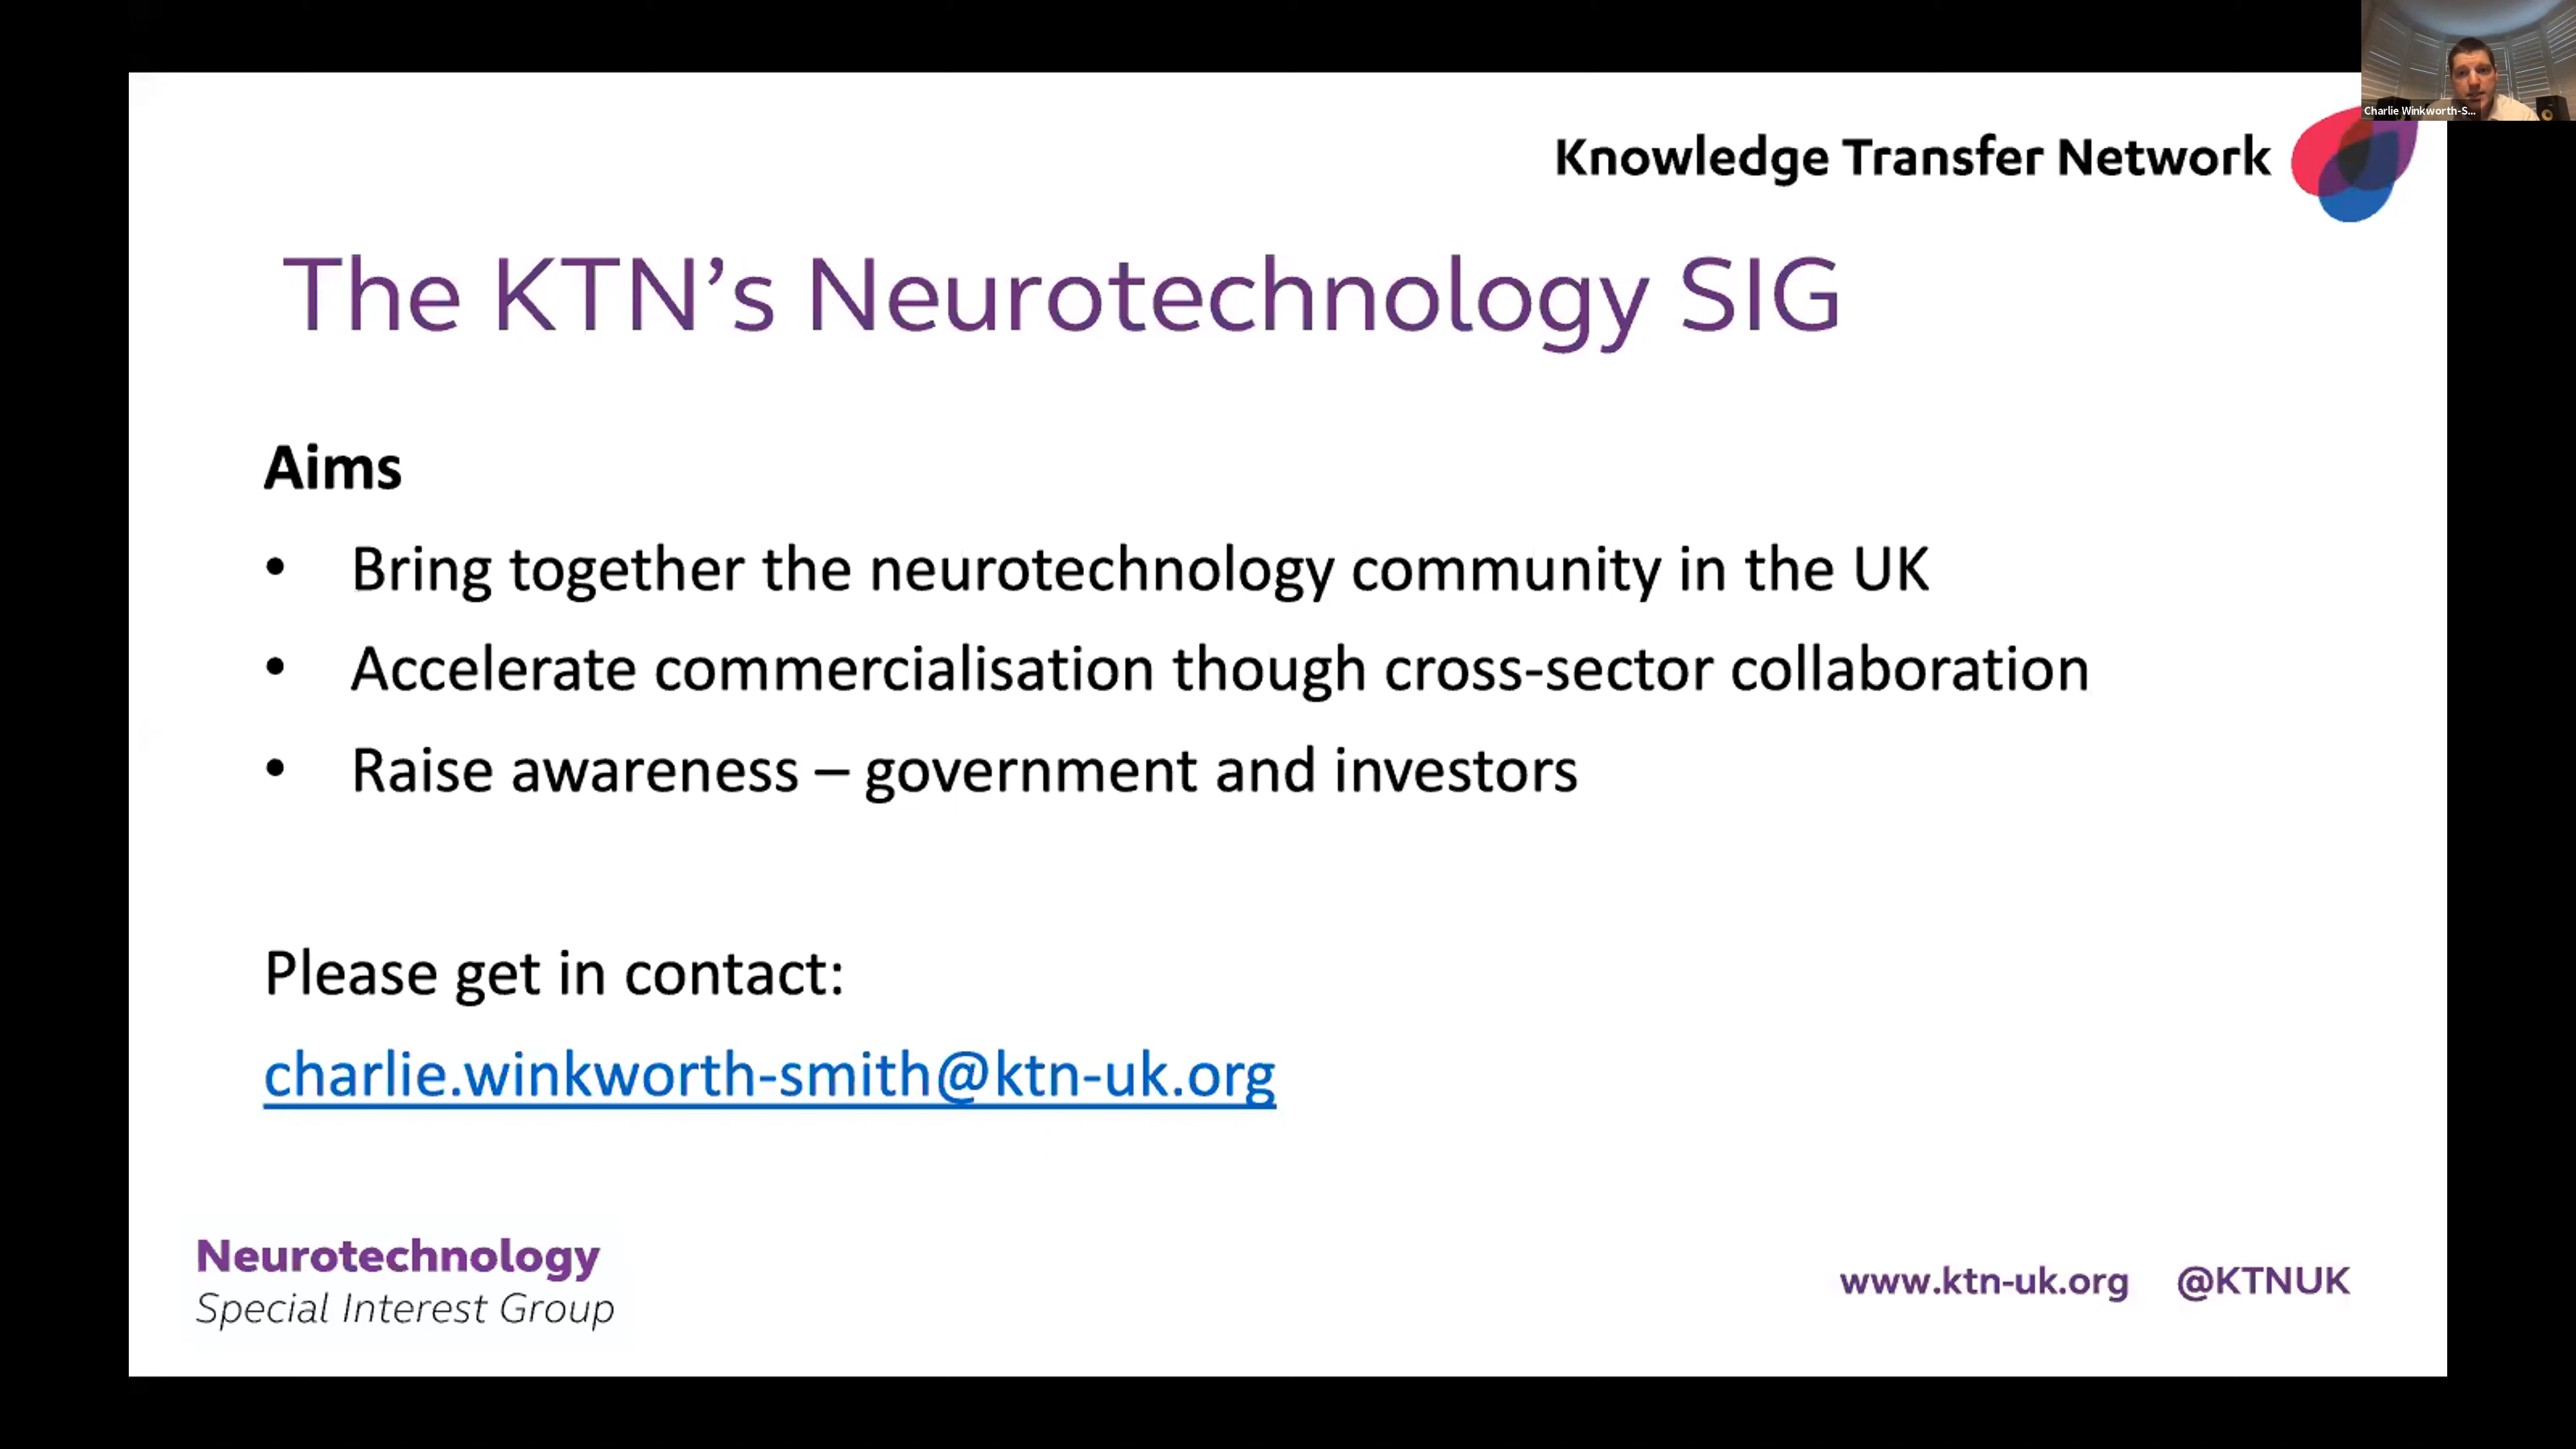 Charlie Winkworth-S...
Knowledge Transfer Network
The KTN’s Neurotechnology SIG
Aims
• Bring together the neurotechnology community in the UK
• Accelerate commercialisation though cross-sector collaboration
• Raise awareness – government and investors
Please get in contact:
charlie.winkworth-smith@ktn-uk.org
Neurotechnology
Special Interest Group
www.ktn-uk.org @KTNUK